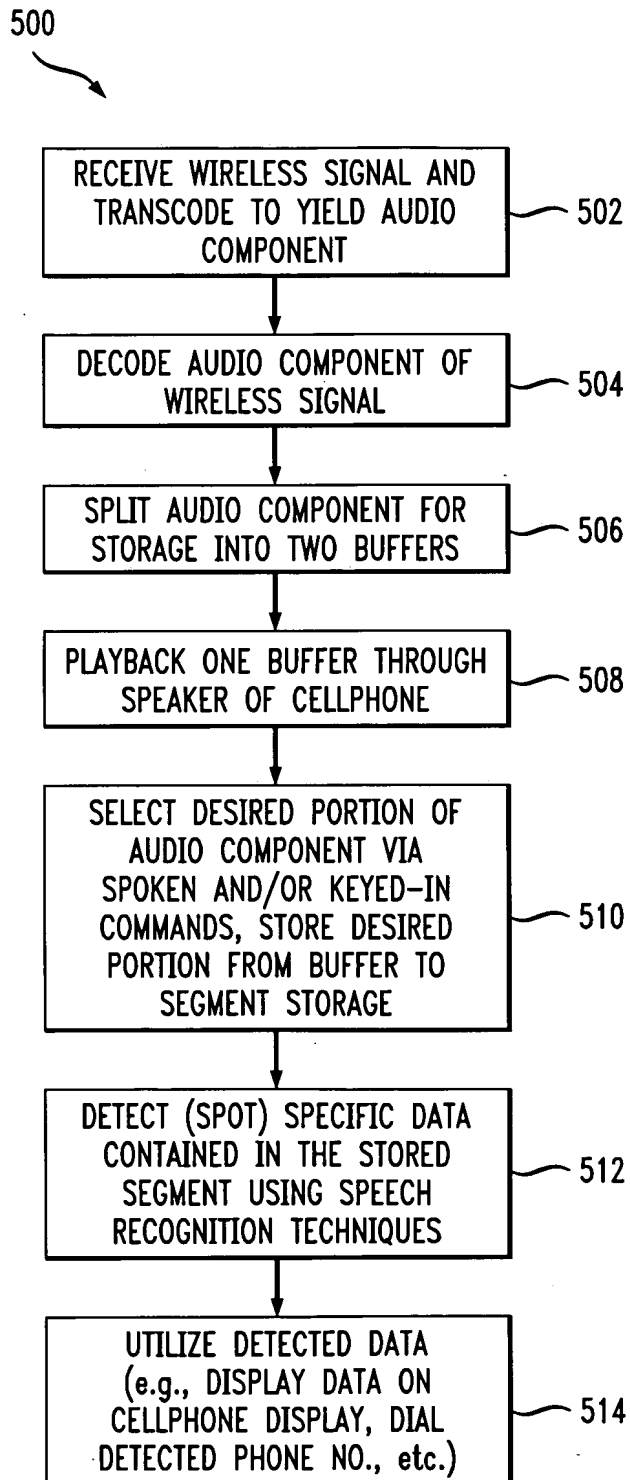 500
RECEIVE WIRELESS SIGNAL AND
TRANSCODE TO YIELD AUDIO
COMPONENT
502
DECODE AUDIO COMPONENT OF
WIRELESS SIGNAL
504
SPLIT AUDIO COMPONENT FOR
STORAGE INTO TWO BUFFERS
506
PLAYBACK ONE BUFFER THROUGH
SPEAKER OF CELLPHONE
508
SELECT DESIRED PORTION OF
AUDIO COMPONENT VIA
SPOKEN AND/OR KEYED-IN
COMMANDS, STORE DESIRED
PORTION FROM BUFFER TO
SEGMENT STORAGE
510
DETECT (SPOT) SPECIFIC DATA
CONTAINED IN THE STORED
SEGMENT USING SPEECH
RECOGNITION TECHNIQUES
512
UTILIZE DETECTED DATA
(e.g., DISPLAY DATA ON
CELLPHONE DISPLAY, DIAL
DETECTED PHONE NO., etc.)
514